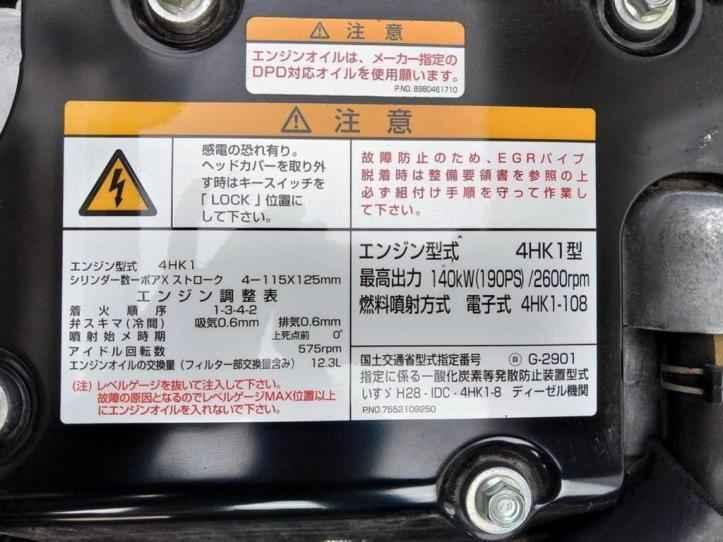 ⚠ 注意
エンジンオイルは、メーカー指定の
DPD対応オイルを使用願います。
P.NO. 8980461710
⚠ 注意
感電の恐れ有り。
ヘッドカバーを取り外
す時はキースイッチを
「LOCK」位置に
して下さい。
故障防止のため、EGRパイプ
脱着時は整備要領書を参照の上
必ず組付け手順を守って作業し
て下さい。
エンジン型式 4HK1
シリンダー数ーボアXストローク 4ー115X125mm
エンジン調整表
着火順序 1-3-4-2
弁スキマ(冷間) 吸気0.6mm 排気0.6mm
噴射始メ時期 上死点前 0°
アイドル回転数 575rpm
エンジンオイルの交換量(フィルター部交換量含み) 12.3L
(注)レベルゲージを抜いて注入して下さい。
故障の原因となるのでレベルゲージMAX位置以上
にエンジンオイルを入れないで下さい。
エンジン型式 4HK1型
最高出力 140kW(190PS)/2600rpm
燃料噴射方式 電子式 4HK1-108
国土交通省型式指定番号 G-2901
指定に係る一酸化炭素等発散防止装置型式
いすゞH28-IDC-4HK1-8 ディーゼル機関
P.NO.7552109250